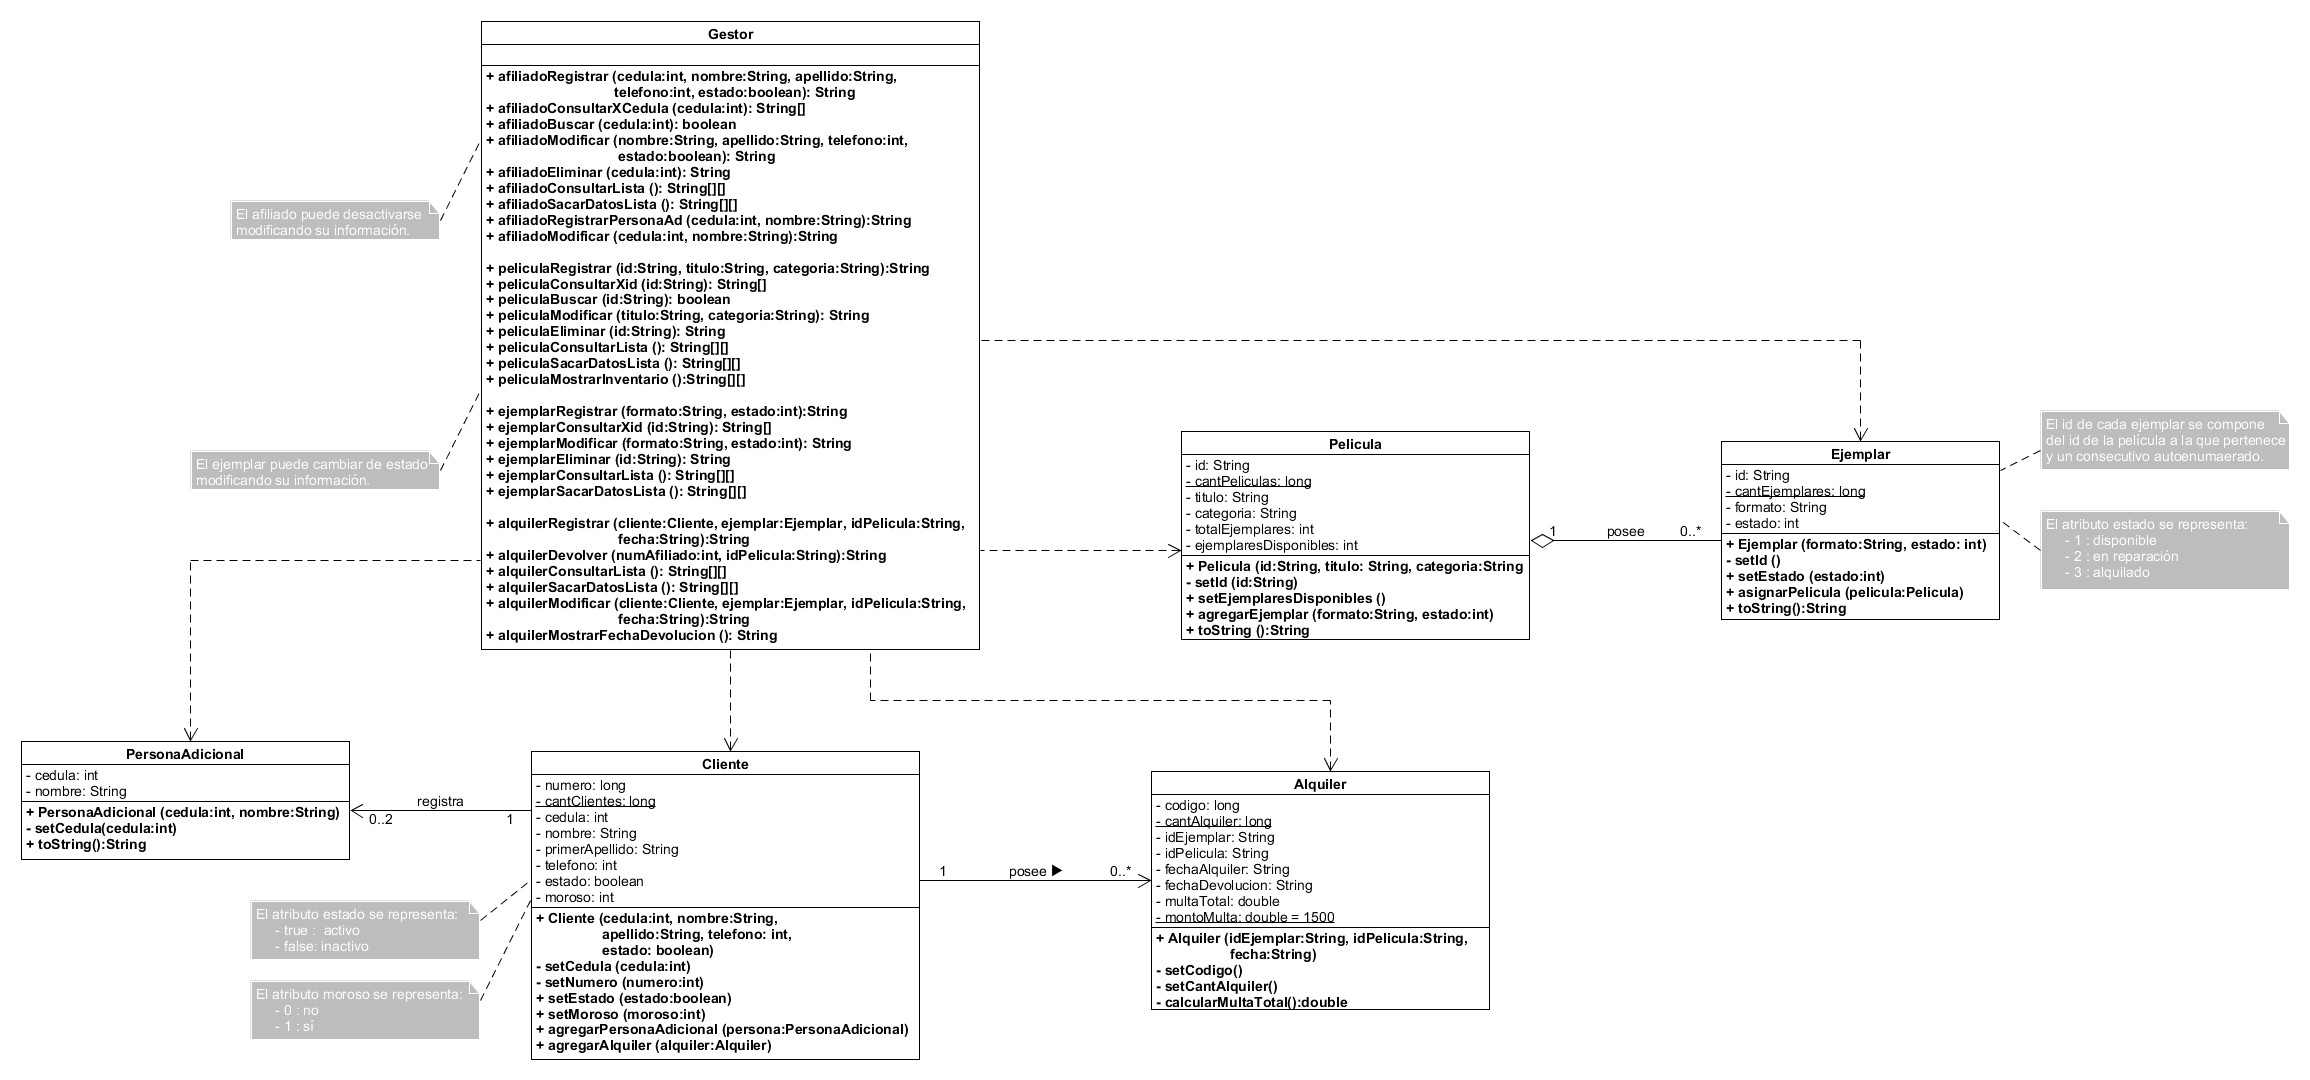 Gestor
+ afiliadoRegistrar (cedula:int, nombre:String, apellido:String,
telefono:int, estado:boolean): String
+ afiliadoConsultarXCedula (cedula:int): String[]
+ afiliadoBuscar (cedula:int): boolean
+ afiliadoModificar (nombre:String, apellido:String, telefono:int,
estado:boolean): String
+ afiliadoEliminar (cedula:int): String
+ afiliadoConsultarLista (): String[][]
+ afiliadoSacarDatosLista (): String[][]
+ afiliadoRegistrarPersonaAd (cedula:int, nombre:String):String
+ afiliadoModificar (cedula:int, nombre:String):String
+ peliculaRegistrar (id:String, titulo:String, categoria:String):String
+ peliculaConsultarXid (id:String): String[]
+ peliculaBuscar (id:String): boolean
+ peliculaModificar (titulo:String, categoria:String): String
+ peliculaEliminar (id:String): String
+ peliculaConsultarLista (): String[][]
+ peliculaSacarDatosLista (): String[][]
+ peliculaMostrarInventario ():String[][]
+ ejemplarRegistrar (formato:String, estado:int):String
+ ejemplarConsultarXid (id:String): String[]
+ ejemplarModificar (formato:String, estado:int): String
+ ejemplarEliminar (id:String): String
+ ejemplarConsultarLista (): String[][]
+ ejemplarSacarDatosLista (): String[][]
+ alquilerRegistrar (cliente:Cliente, ejemplar:Ejemplar, idPelicula:String,
fecha:String):String
+ alquilerDevolver (numAfiliado:int, idPelicula:String):String
+ alquilerConsultarLista (): String[][]
+ alquilerSacarDatosLista (): String[][]
+ alquilerModificar (cliente:Cliente, ejemplar:Ejemplar, idPelicula:String,
fecha:String):String
+ alquilerMostrarFechaDevolucion (): String
El afiliado puede desactivarse
modificando su información.
El ejemplar puede cambiar de estado
modificando su información.
Pelicula
- id: String
- cantPeliculas: long
- titulo: String
- categoria: String
- totalEjemplares: int
- ejemplaresDisponibles: int
+ Pelicula (id:String, titulo: String, categoria:String
- setId (id:String)
+ setEjemplaresDisponibles ()
+ agregarEjemplar (formato:String, estado:int)
+ toString ():String
1
posee
0..*
Ejemplar
- id: String
- cantEjemplares: long
- formato: String
- estado: int
+ Ejemplar (formato:String, estado: int)
- setId ()
+ setEstado (estado:int)
+ asignarPelicula (pelicula:Pelicula)
+ toString():String
El id de cada ejemplar se compone
del id de la película a la que pertenece
y un consecutivo autoenumaerado.
El atributo estado se representa:
- 1 : disponible
- 2 : en reparación
- 3 : alquilado
PersonaAdicional
- cedula: int
- nombre: String
+ PersonaAdicional (cedula:int, nombre:String)
- setCedula(cedula:int)
+ toString():String
registra
0..2
1
Cliente
- numero: long
- cantClientes: long
- cedula: int
- nombre: String
- primerApellido: String
- telefono: int
- estado: boolean
- moroso: int
+ Cliente (cedula:int, nombre:String,
apellido:String, telefono: int,
estado: boolean)
- setCedula (cedula:int)
- setNumero (numero:int)
+ setEstado (estado:boolean)
+ setMoroso (moroso:int)
+ agregarPersonaAdicional (persona:PersonaAdicional)
+ agregarAlquiler (alquiler:Alquiler)
El atributo estado se representa:
- true : activo
- false: inactivo
El atributo moroso se representa:
- 0 : no
- 1 : sí
1
posee ▶
0..*
Alquiler
- codigo: long
- cantAlquiler: long
- idEjemplar: String
- idPelicula: String
- fechaAlquiler: String
- fechaDevolucion: String
- multaTotal: double
- montoMulta: double = 1500
+ Alquiler (idEjemplar:String, idPelicula:String,
fecha:String)
- setCodigo()
- setCantAlquiler()
- calcularMultaTotal():double